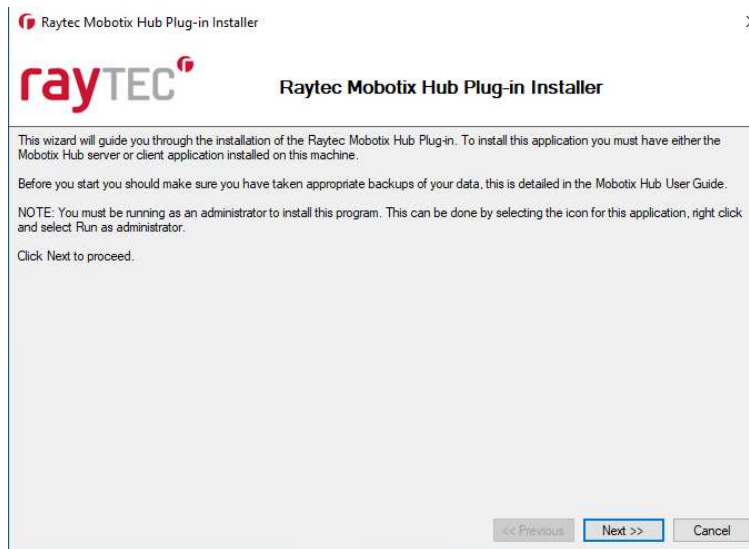 Raytec Mobotix Hub Plug-in Installer
rayTEC
Raytec Mobotix Hub Plug-in Installer
This wizard will guide you through the installation of the Raytec Mobotix Hub Plug-in. To install this application you must have either the
Mobotix Hub server or client application installed on this machine.
Before you start you should make sure you have taken appropriate backups of your data, this is detailed in the Mobotix Hub User Guide.
NOTE: You must be running as an administrator to install this program. This can be done by selecting the icon for this application, right click
and select Run as administrator.
Click Next to proceed.
<< Previous
Next >>
Cancel